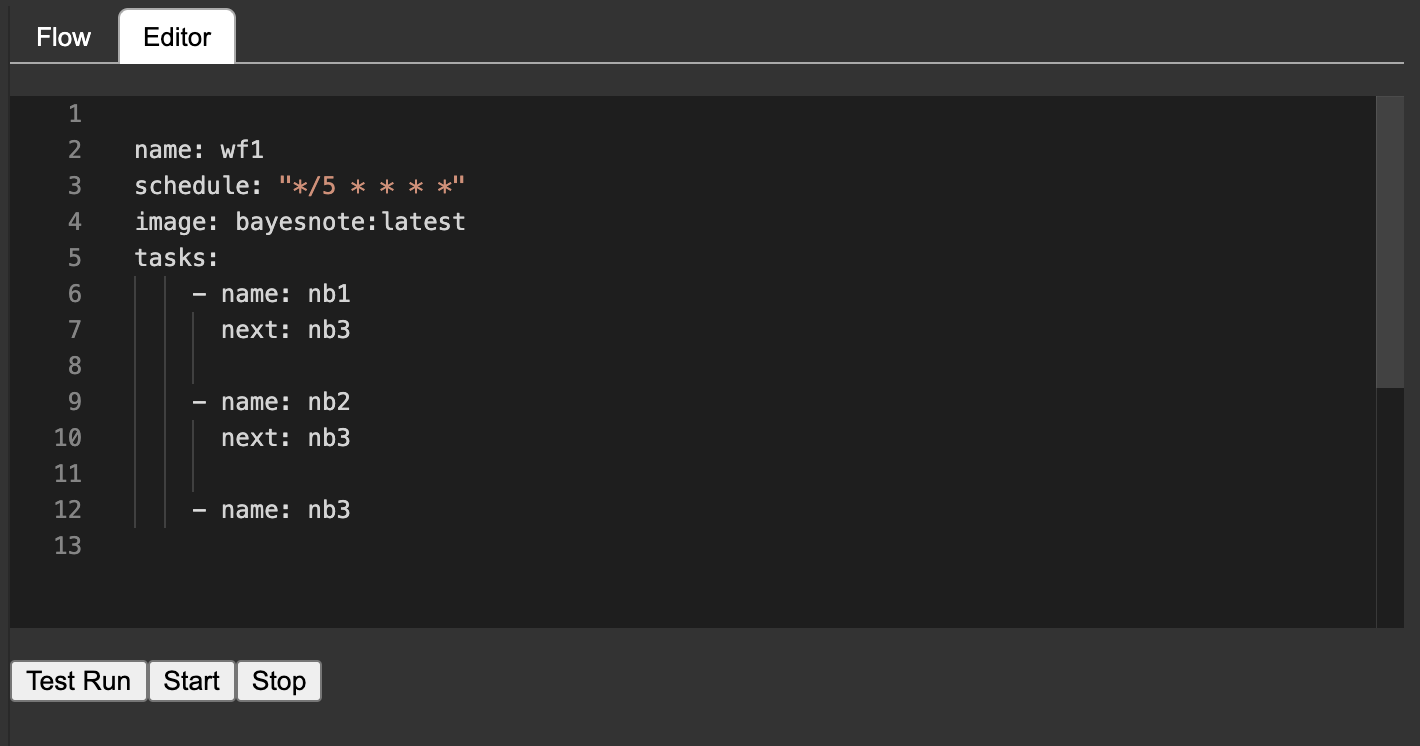 Flow Editor
1
2 name: wf1
3 schedule: "*/5 * * * *"
4 image: bayesnote:latest
5 tasks:
6 - name: nb1
7 next: nb3
8
9 - name: nb2
10 next: nb3
11
12 - name: nb3
13
Test Run Start Stop